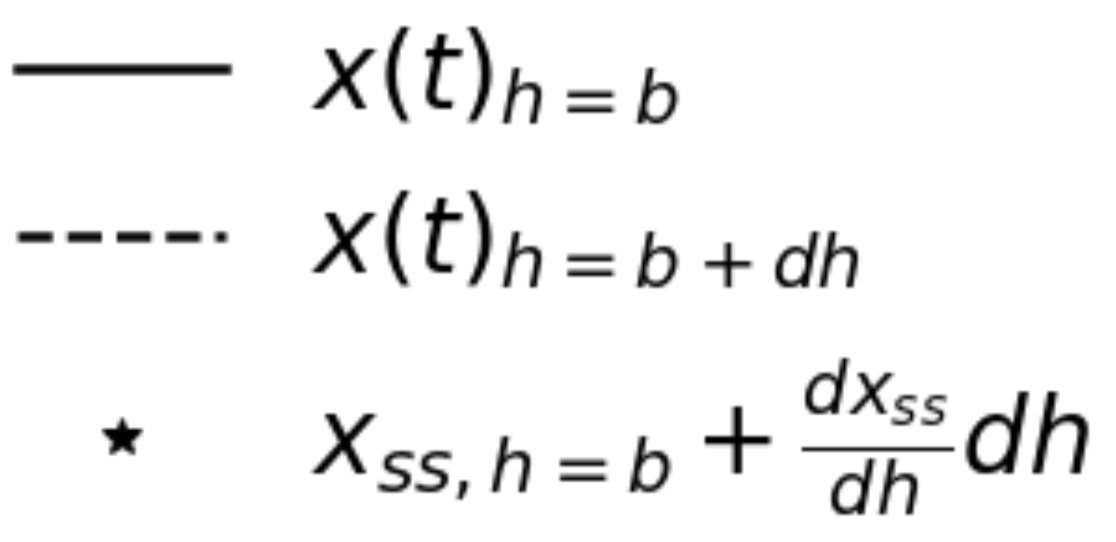 x(t)_{h = b}
x(t)_{h = b + dh}
x_{ss, h = b} + \frac{dx_{ss}}{dh} dh